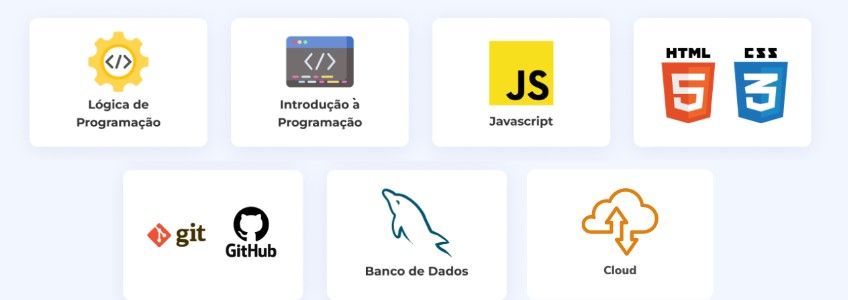 </>
Lógica de
Programação
</>
Introdução à
Programação
JS
Javascript
HTML
5
CSS
3
git
GitHub
Banco de Dados
Cloud